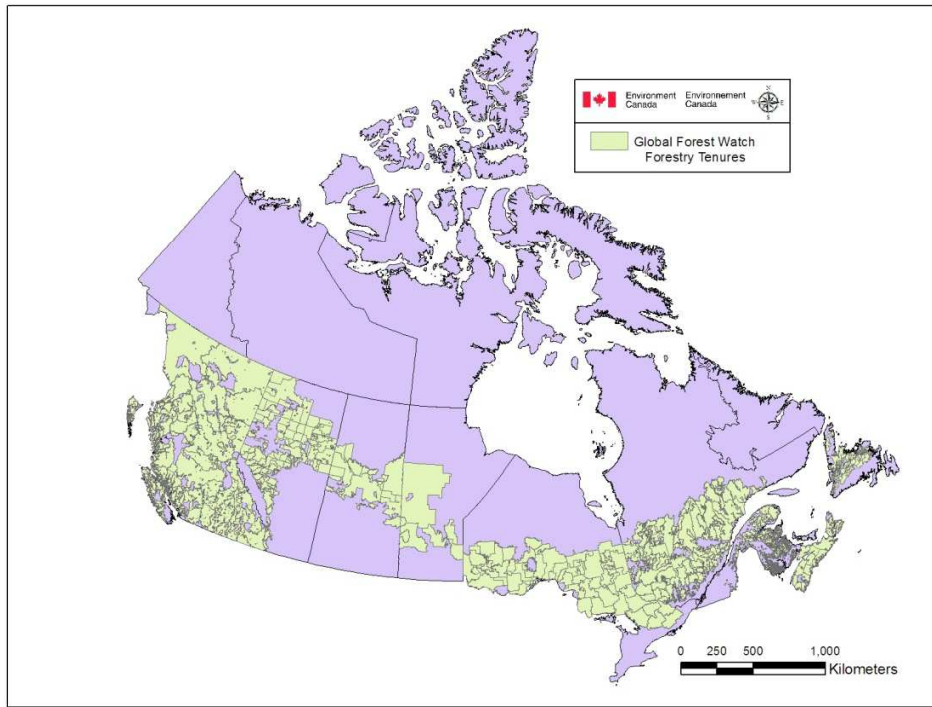 Environment Environnement
Canada Canada
N
W E
S
Global Forest Watch
Forestry Tenures
0 250 500 1,000
Kilometers